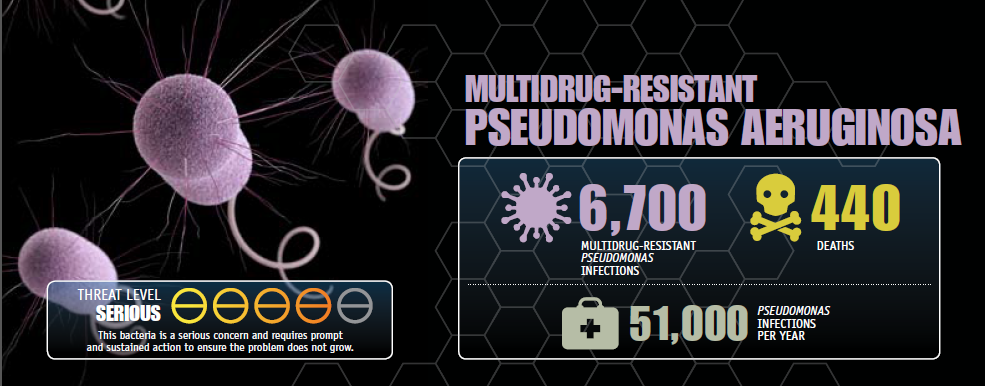 MULTIDRUG-RESISTANT
PSEUDOMONAS AERUGINOSA
6,700
MULTIDRUG-RESISTANT
PSEUDOMONAS
INFECTIONS
440
DEATHS
51,000
PSEUDOMONAS
INFECTIONS
PER YEAR
THREAT LEVEL
SERIOUS
This bacteria is a serious concern and requires prompt
and sustained action to ensure the problem does not grow.